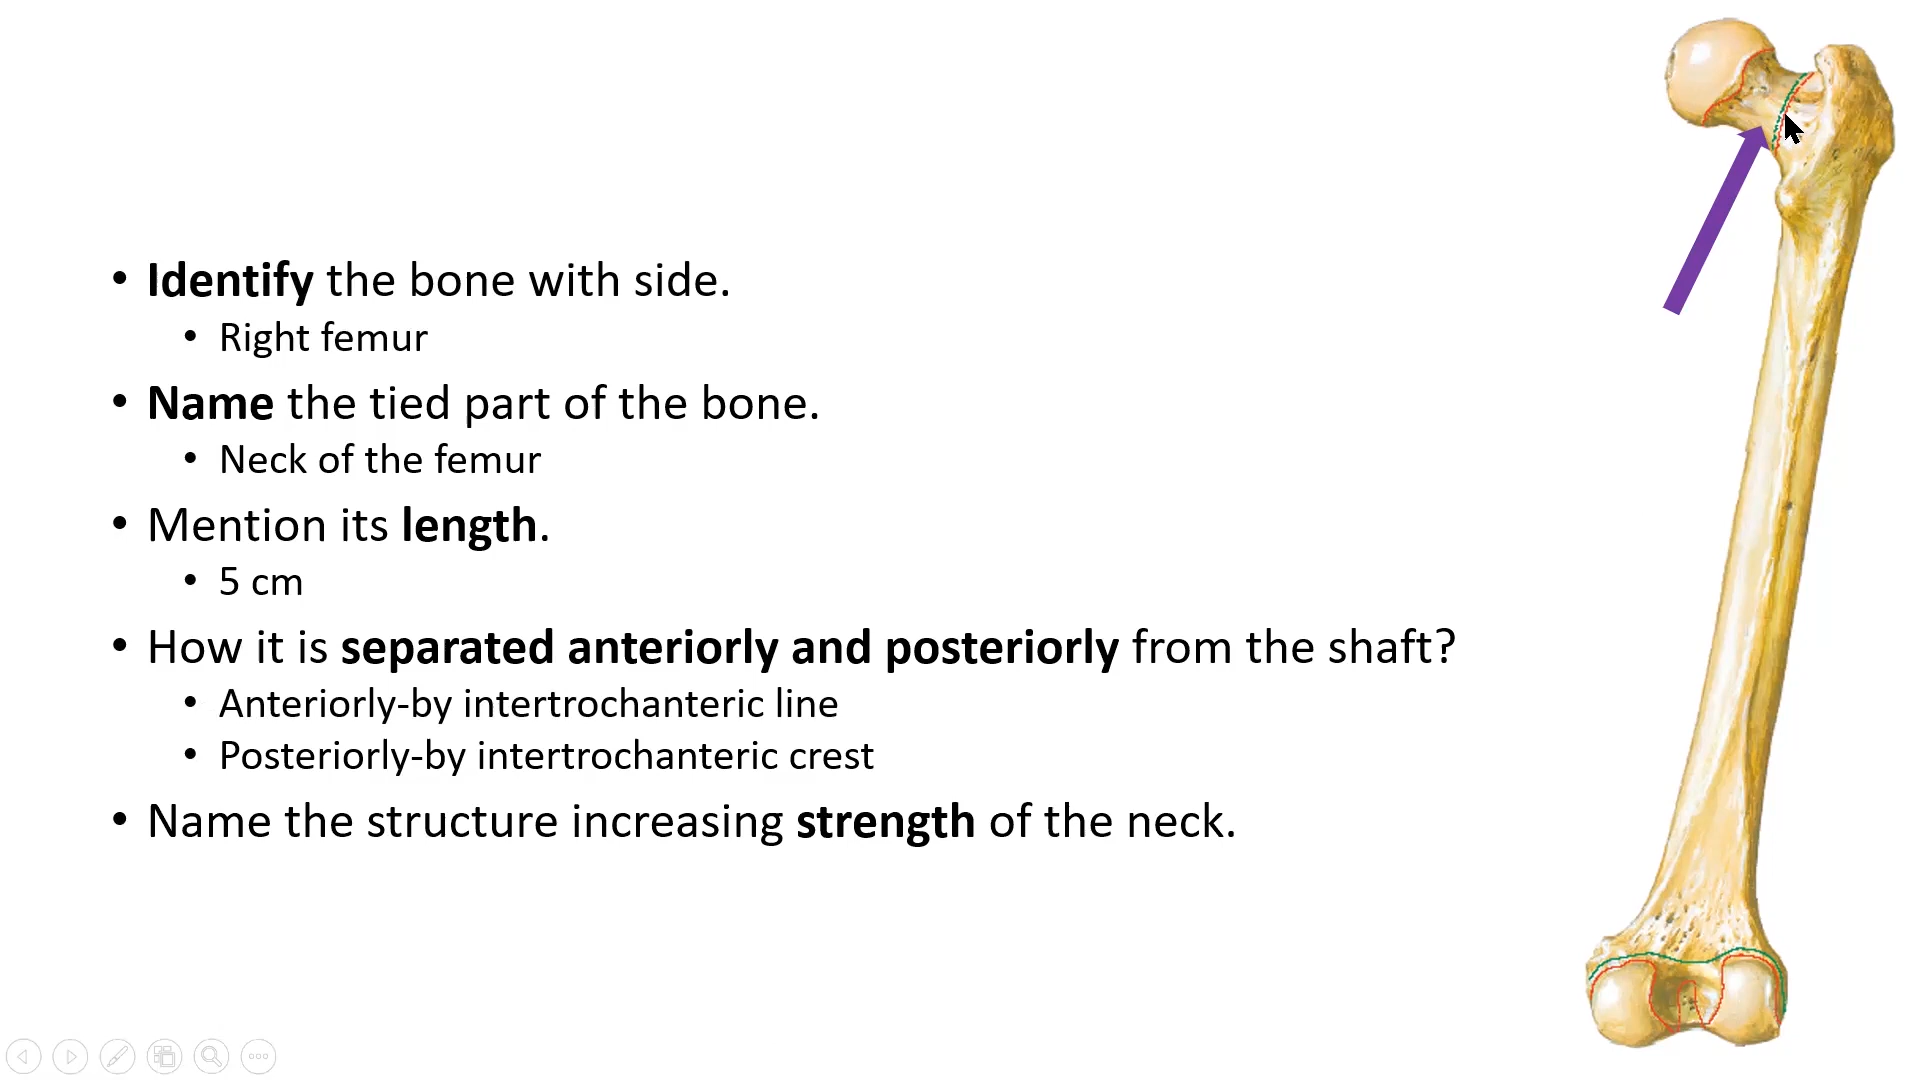 • Identify the bone with side.
• Right femur
• Name the tied part of the bone.
• Neck of the femur
• Mention its length.
• 5 cm
• How it is separated anteriorly and posteriorly from the shaft?
• Anteriorly-by intertrochanteric line
• Posteriorly-by intertrochanteric crest
• Name the structure increasing strength of the neck.